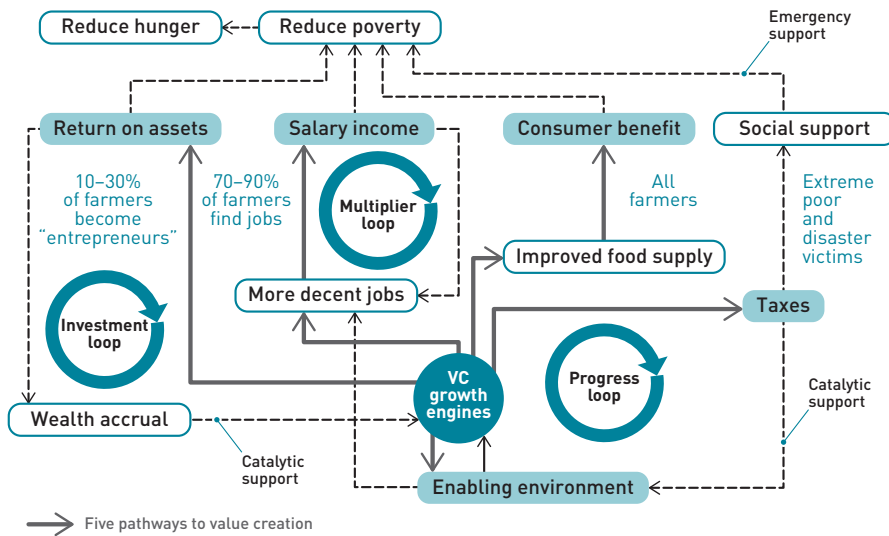 Reduce hunger
Reduce poverty
Emergency
support
Return on assets
Salary income
Consumer benefit
Social support
10–30%
of farmers
become
“entrepreneurs”
70–90%
of farmers
find jobs
Multiplier
loop
All
farmers
Extreme
poor
and
disaster
victims
Improved food supply
More decent jobs
Taxes
Investment
loop
VC
growth
engines
Progress
loop
Wealth accrual
Catalytic
support
Catalytic
support
Enabling environment
Five pathways to value creation